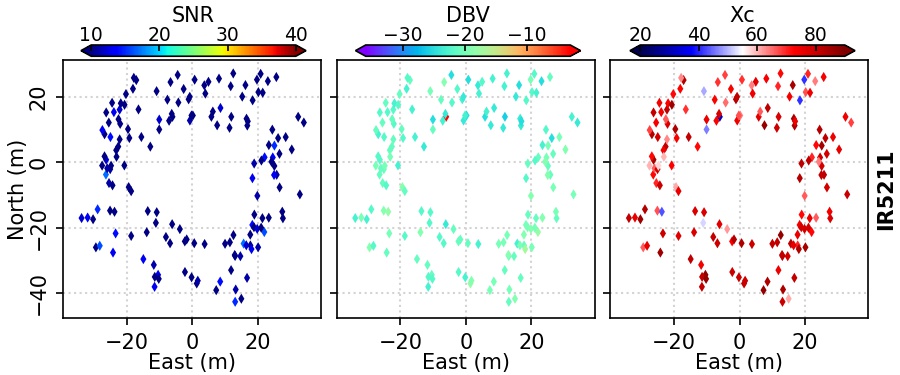 SNR DBV Xc
10 20 30 40 −30 −20 −10 20 40 60 80
20
0
−20
−40
North (m)
IR5211
−20 0 20 −20 0 20 −20 0 20
East (m) East (m) East (m)